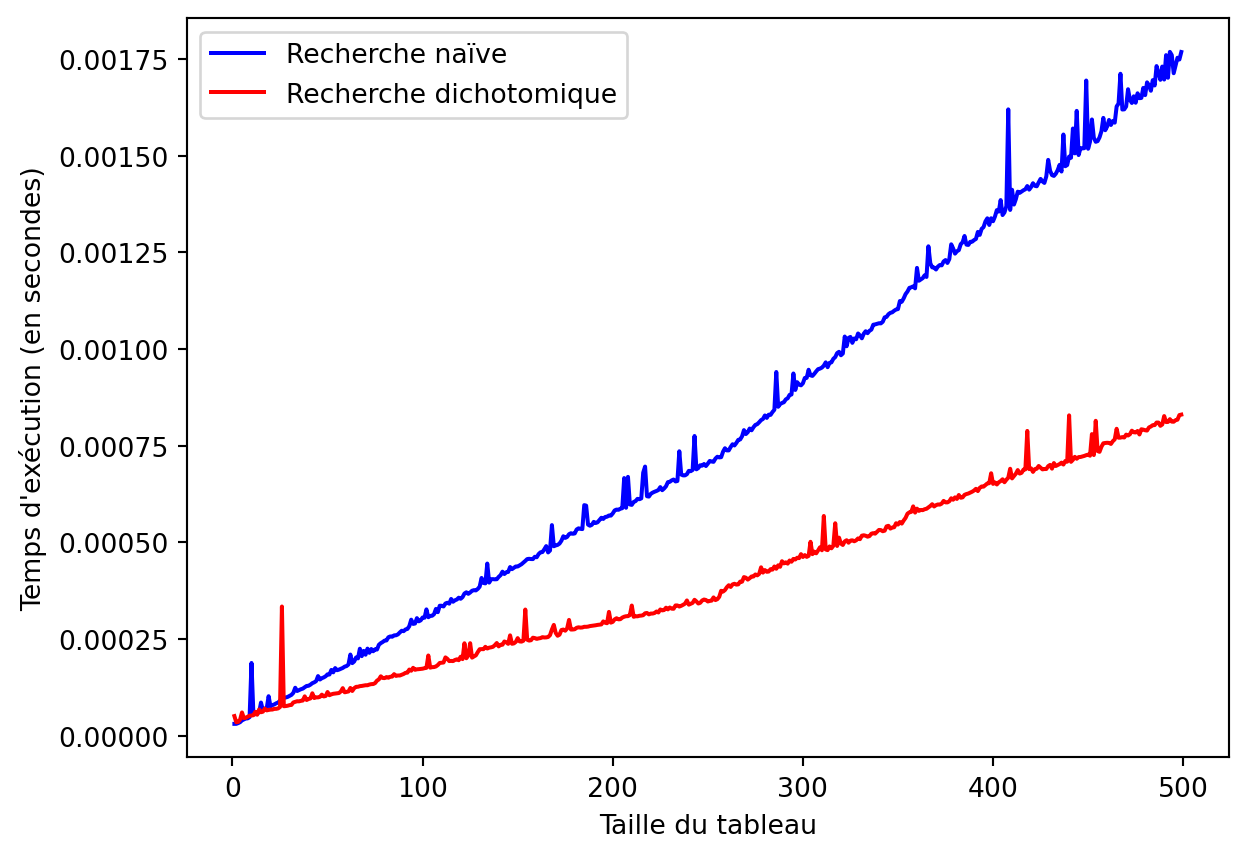 Recherche naïve
Recherche dichotomique
0.00175
0.00150
0.00125
0.00100
0.00075
0.00050
0.00025
0.00000
Temps d'exécution (en secondes)
0 100 200 300 400 500
Taille du tableau